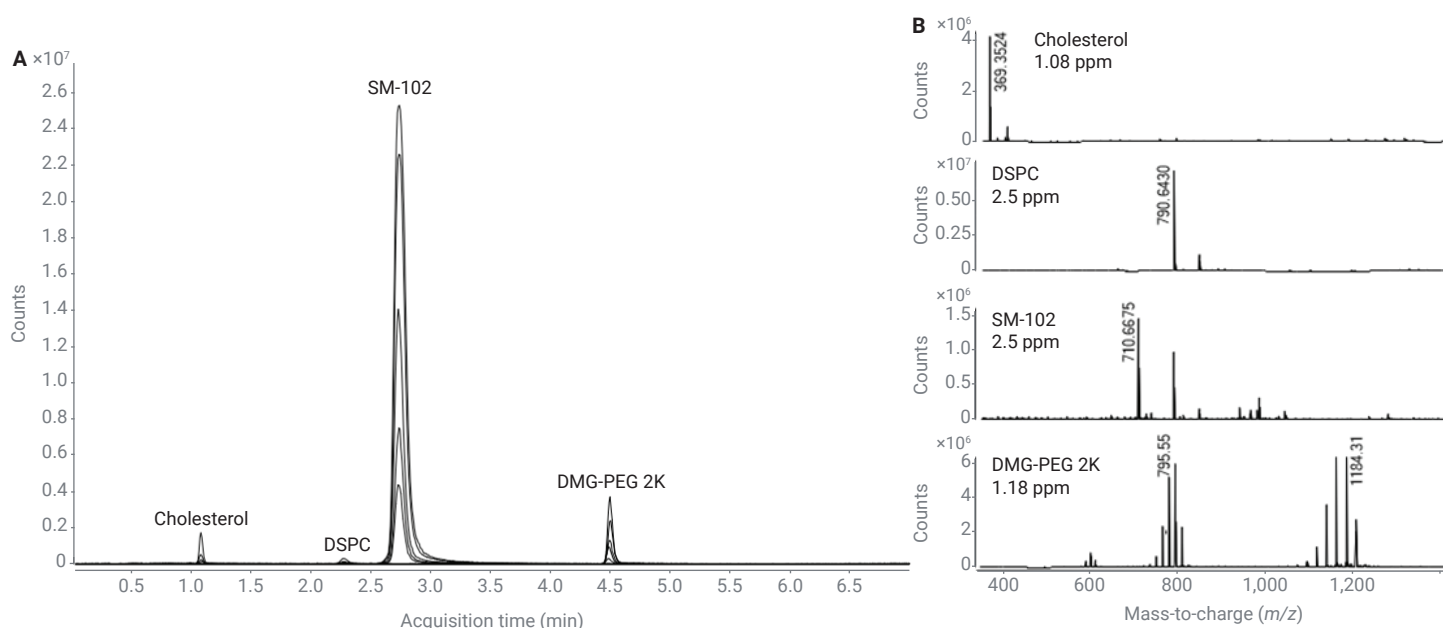 A ×10⁷
2.6
2.4
2.2
2.0
1.8
1.6
1.4
1.2
1.0
0.8
0.6
0.4
0.2
0
Counts
SM-102
Cholesterol
DSPC
DMG-PEG 2K
0.5 1.0 1.5 2.0 2.5 3.0 3.5 4.0 4.5 5.0 5.5 6.0 6.5
Acquisition time (min)
B ×10⁶
4
2
0
Counts
369.3524
Cholesterol
1.08 ppm
×10⁷
0.50
0.25
0
Counts
DSPC
2.5 ppm
790.6430
×10⁶
1.5
1.0
0.5
0
Counts
SM-102
2.5 ppm
710.6675
×10⁶
6
4
2
0
Counts
DMG-PEG 2K
1.18 ppm
795.55
1184.31
400 600 800 1,000 1,200
Mass-to-charge (m/z)